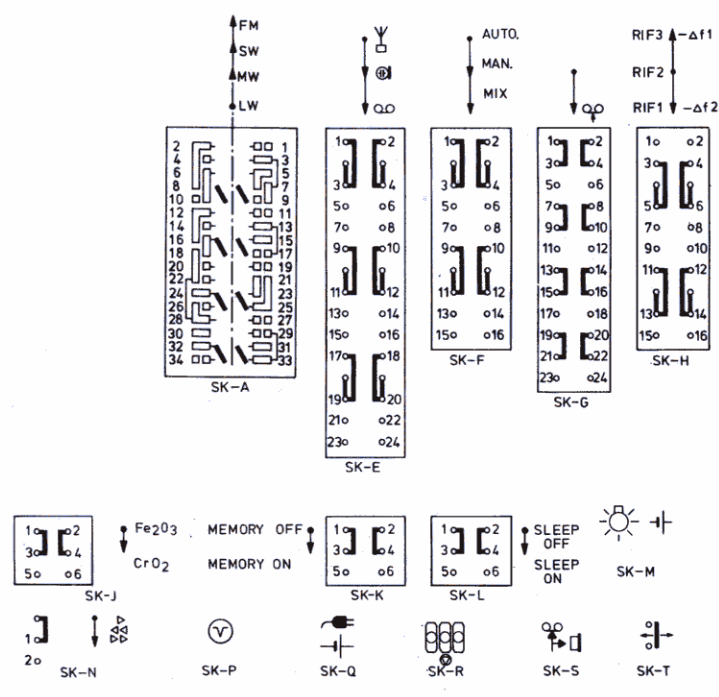 FM
SW
MW
LW
AUTO.
MAN.
MIX
RIF3 -Δf1
RIF2
RIF1 -Δf2
2 1
4 3
6 5
8 7
10 9
12 11
14 13
16 15
18 17
20 19
22 21
24 23
26 25
28 27
30 29
32 31
34 33
SK-A
1 2
3 4
5 6
7 8
9 10
11 12
13 14
15 16
17 18
19 20
21 22
23 24
SK-E
1 2
3 4
5 6
7 8
9 10
11 12
13 14
15 16
SK-F
1 2
3 4
5 6
7 8
9 10
11 12
13 14
15 16
17 18
19 20
21 22
23 24
SK-G
1 2
3 4
5 6
7 8
9 10
11 12
13 14
15 16
SK-H
1 2
3 4
5 6
SK-J
Fe2O3
CrO2
MEMORY OFF
MEMORY ON
1 2
3 4
5 6
SK-K
1 2
3 4
5 6
SK-L
SLEEP
OFF
SLEEP
ON
SK-M
1
2
SK-N
SK-P
SK-Q
SK-R
SK-S
SK-T